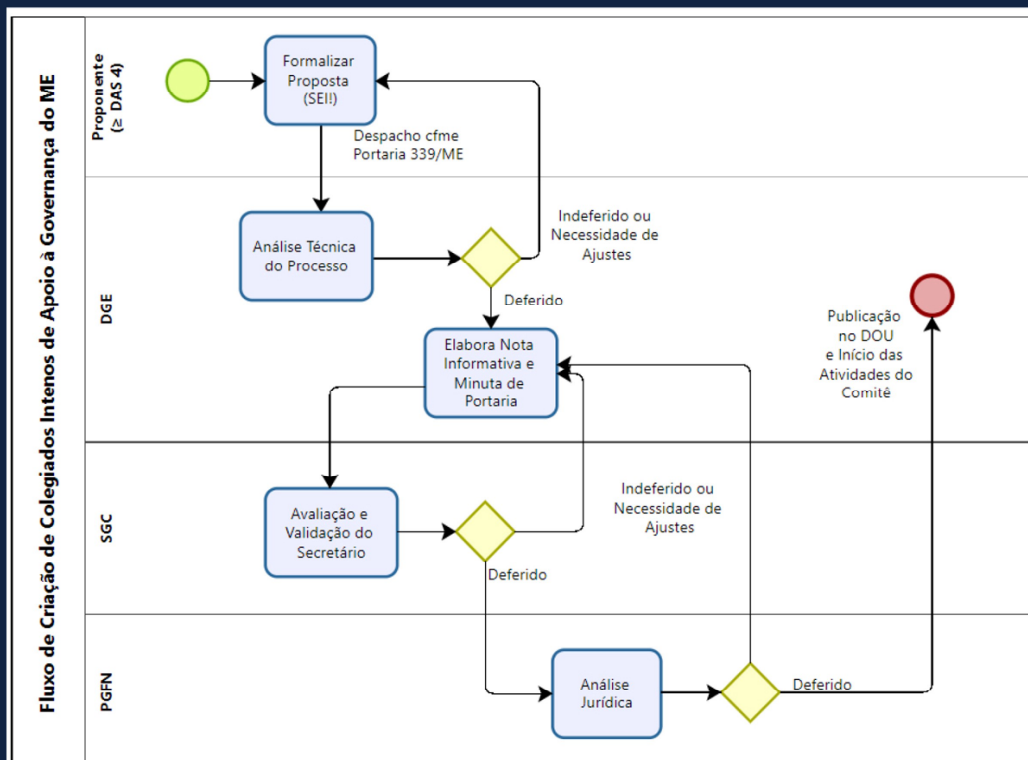 Fluxo de Criação de Colegiados Intenos de Apoio à Governança do ME
Proponente
(≥ DAS 4)
Formalizar
Proposta
(SEI!)
Despacho cfme
Portaria 339/ME
DGE
Análise Técnica
do Processo
Indeferido ou
Necessidade de
Ajustes
Deferido
Elabora Nota
Informativa e
Minuta de
Portaria
Publicação
no DOU
e Início das
Atividades do
Comitê
SGC
Avaliação e
Validação do
Secretário
Indeferido ou
Necessidade de
Ajustes
Deferido
PGFN
Análise
Jurídica
Deferido